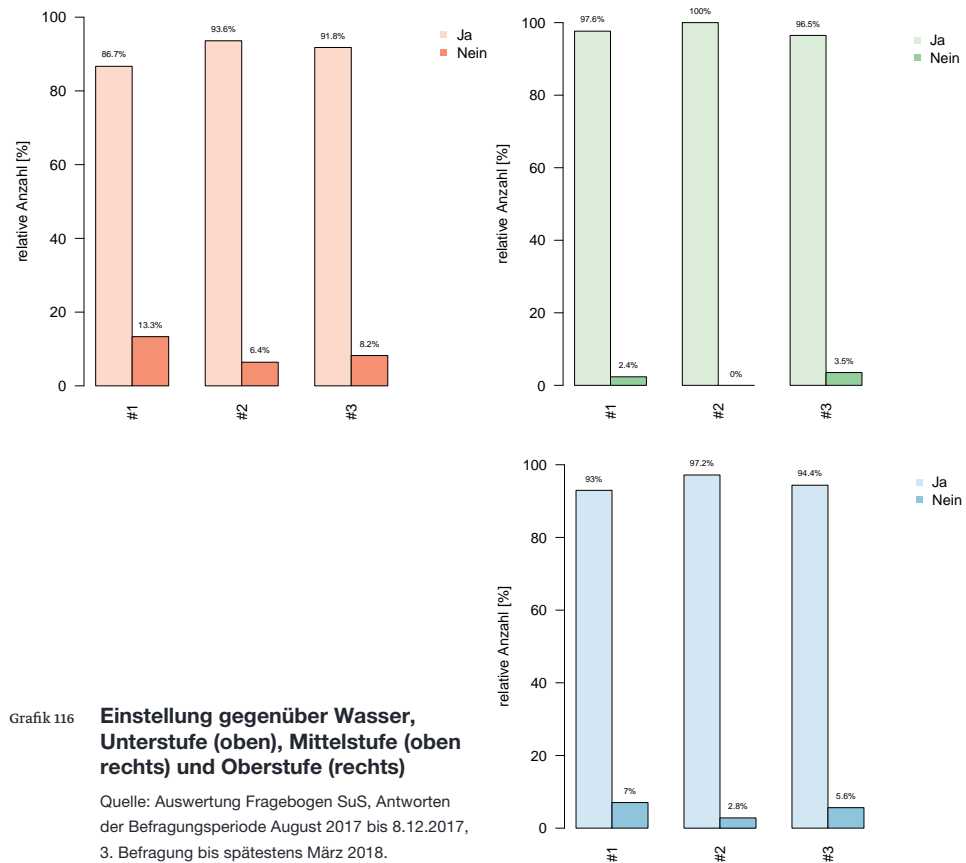 relative Anzahl [%]
100
80
60
40
20
0
86.7%
13.3%
93.6%
6.4%
91.8%
8.2%
#1
#2
#3
Ja
Nein
relative Anzahl [%]
100
80
60
40
20
0
97.6%
2.4%
100%
0%
96.5%
3.5%
#1
#2
#3
Ja
Nein
relative Anzahl [%]
100
80
60
40
20
0
93%
7%
97.2%
2.8%
94.4%
5.6%
#1
#2
#3
Ja
Nein
Grafik 116
Einstellung gegenüber Wasser,
Unterstufe (oben), Mittelstufe (oben
rechts) und Oberstufe (rechts)
Quelle: Auswertung Fragebogen SuS, Antworten
der Befragungsperiode August 2017 bis 8.12.2017,
3. Befragung bis spätestens März 2018.